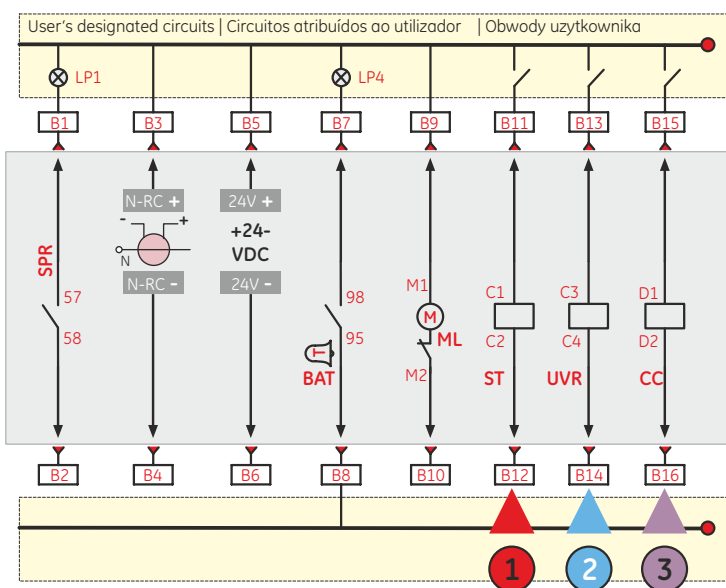 User's designated circuits | Circuitos atribuídos ao utilizador | Obwody uzytkownika
LP1 LP4
B1 B3 B5 B7 B9 B11 B13 B15
N-RC + 24V +
- +
+24-
VDC
N
SPR
N-RC - 24V -
57 98 M1 C1 C3 D1
M
58 95 ML C2 C4 D2
T
BAT M2 ST UVR CC
B2 B4 B6 B8 B10 B12 B14 B16
1 2 3